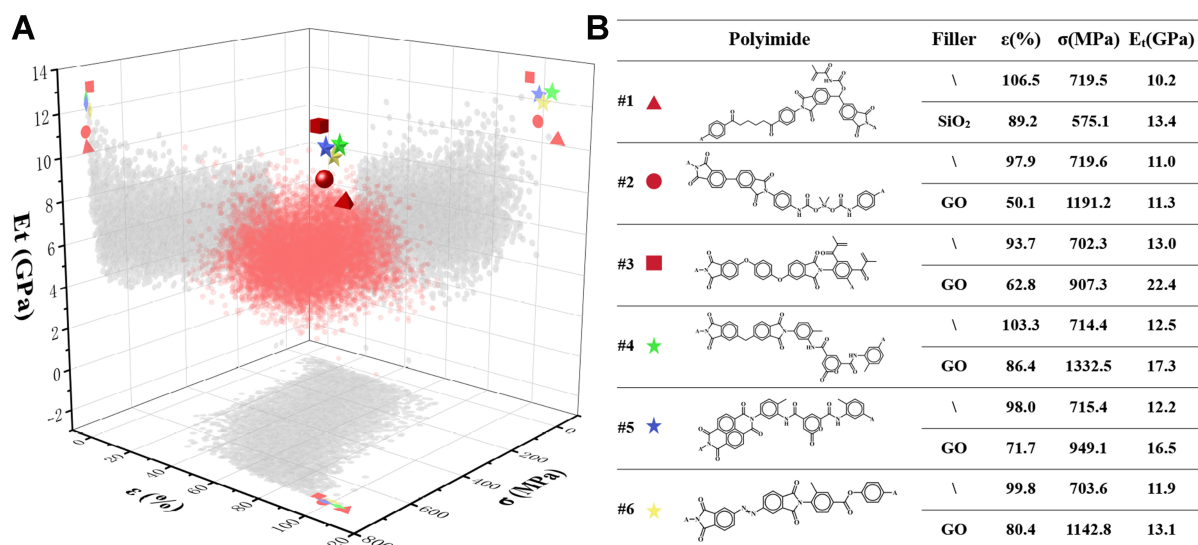 A
14
12
10
8
6
4
2
0
−2
Et (GPa)
0
20
40
60
80
100
ε (%)
0
200
400
600
800
σ (MPa)
B
Polyimide Filler ε(%) σ(MPa) Et(GPa)
#1 \ 106.5 719.5 10.2
SiO2 89.2 575.1 13.4
#2 \ 97.9 719.6 11.0
GO 50.1 1191.2 11.3
#3 \ 93.7 702.3 13.0
GO 62.8 907.3 22.4
#4 \ 103.3 714.4 12.5
GO 86.4 1332.5 17.3
#5 \ 98.0 715.4 12.2
GO 71.7 949.1 16.5
#6 \ 99.8 703.6 11.9
GO 80.4 1142.8 13.1